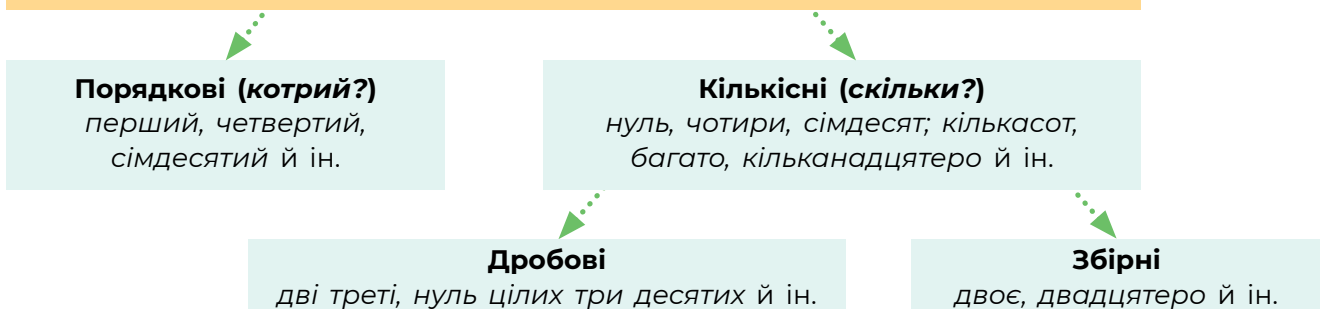 Порядкові (котрий?)
перший, четвертий,
сімдесятий й ін.
Кількісні (скільки?)
нуль, чотири, сімдесят; кількасот,
багато, кільканадцятеро й ін.
Дробові
дві треті, нуль цілих три десятих й ін.
Збірні
двоє, двадцятеро й ін.